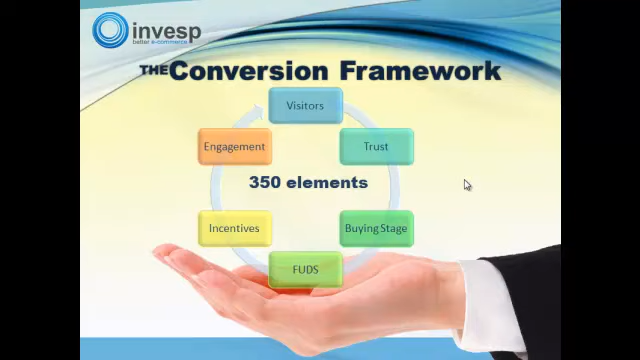 invesp
better e-commerce
THE Conversion Framework
Visitors
Engagement
Trust
350 elements
Incentives
Buying Stage
FUDS